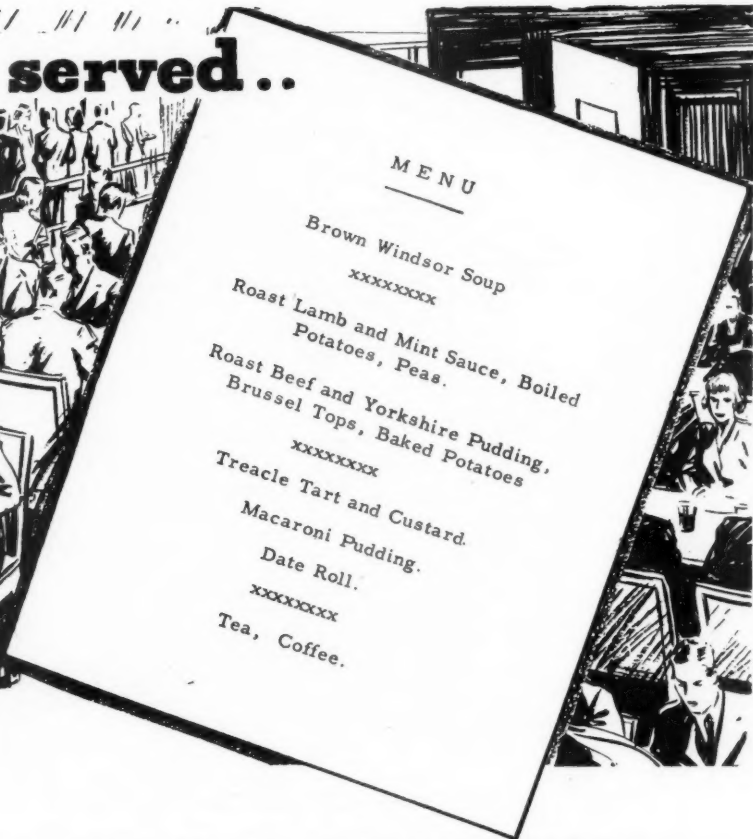 served..
MENU
Brown Windsor Soup
xxxxxxxx
Roast Lamb and Mint Sauce, Boiled
Potatoes, Peas.
Roast Beef and Yorkshire Pudding,
Brussel Tops, Baked Potatoes
xxxxxxxx
Treacle Tart and Custard.
Macaroni Pudding.
Date Roll.
xxxxxxxx
Tea, Coffee.